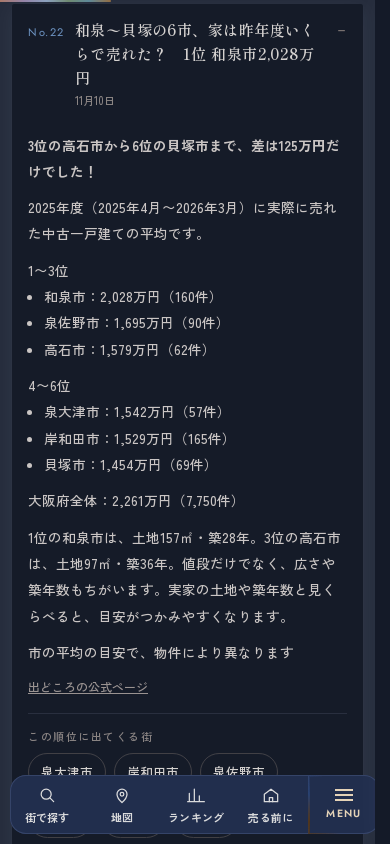 No.22
和泉〜貝塚の6市、家は昨年度いく
らで売れた？　1位 和泉市2,028万
円
11月10日
3位の高石市から6位の貝塚市まで、差は125万円だ
けでした！
2025年度（2025年4月〜2026年3月）に実際に売れ
た中古一戸建ての平均です。
1〜3位
和泉市：2,028万円（160件）
泉佐野市：1,695万円（90件）
高石市：1,579万円（62件）
4〜6位
泉大津市：1,542万円（57件）
岸和田市：1,529万円（165件）
貝塚市：1,454万円（69件）
大阪府全体：2,261万円（7,750件）
1位の和泉市は、土地157㎡・築28年。3位の高石市
は、土地97㎡・築36年。値段だけでなく、広さや
築年数もちがいます。実家の土地や築年数と見く
らべると、目安がつかみやすくなります。
市の平均の目安で、物件により異なります
出どころの公式ページ
この順位に出てくる街
泉大津市 岸和田市 泉佐野市
街で探す 地図 ランキング 売る前に MENU